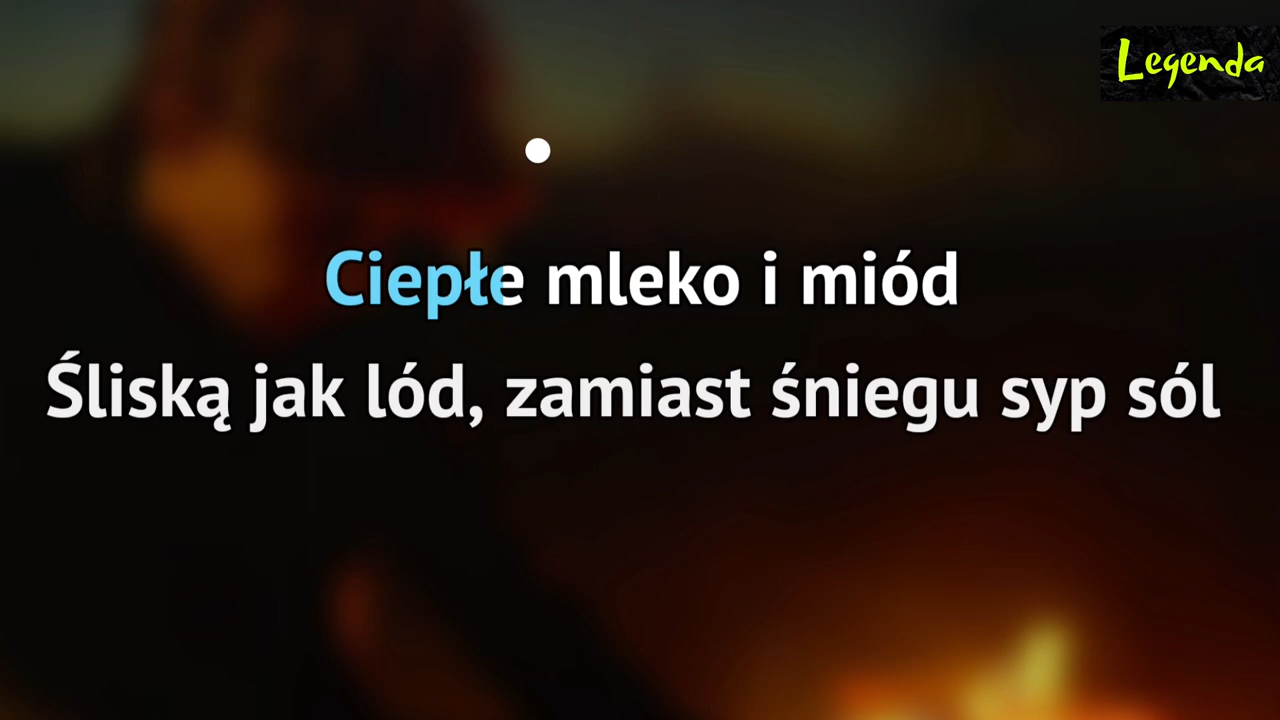 Legenda
Ciepłe mleko i miód
Śliską jak lód, zamiast śniegu syp sól